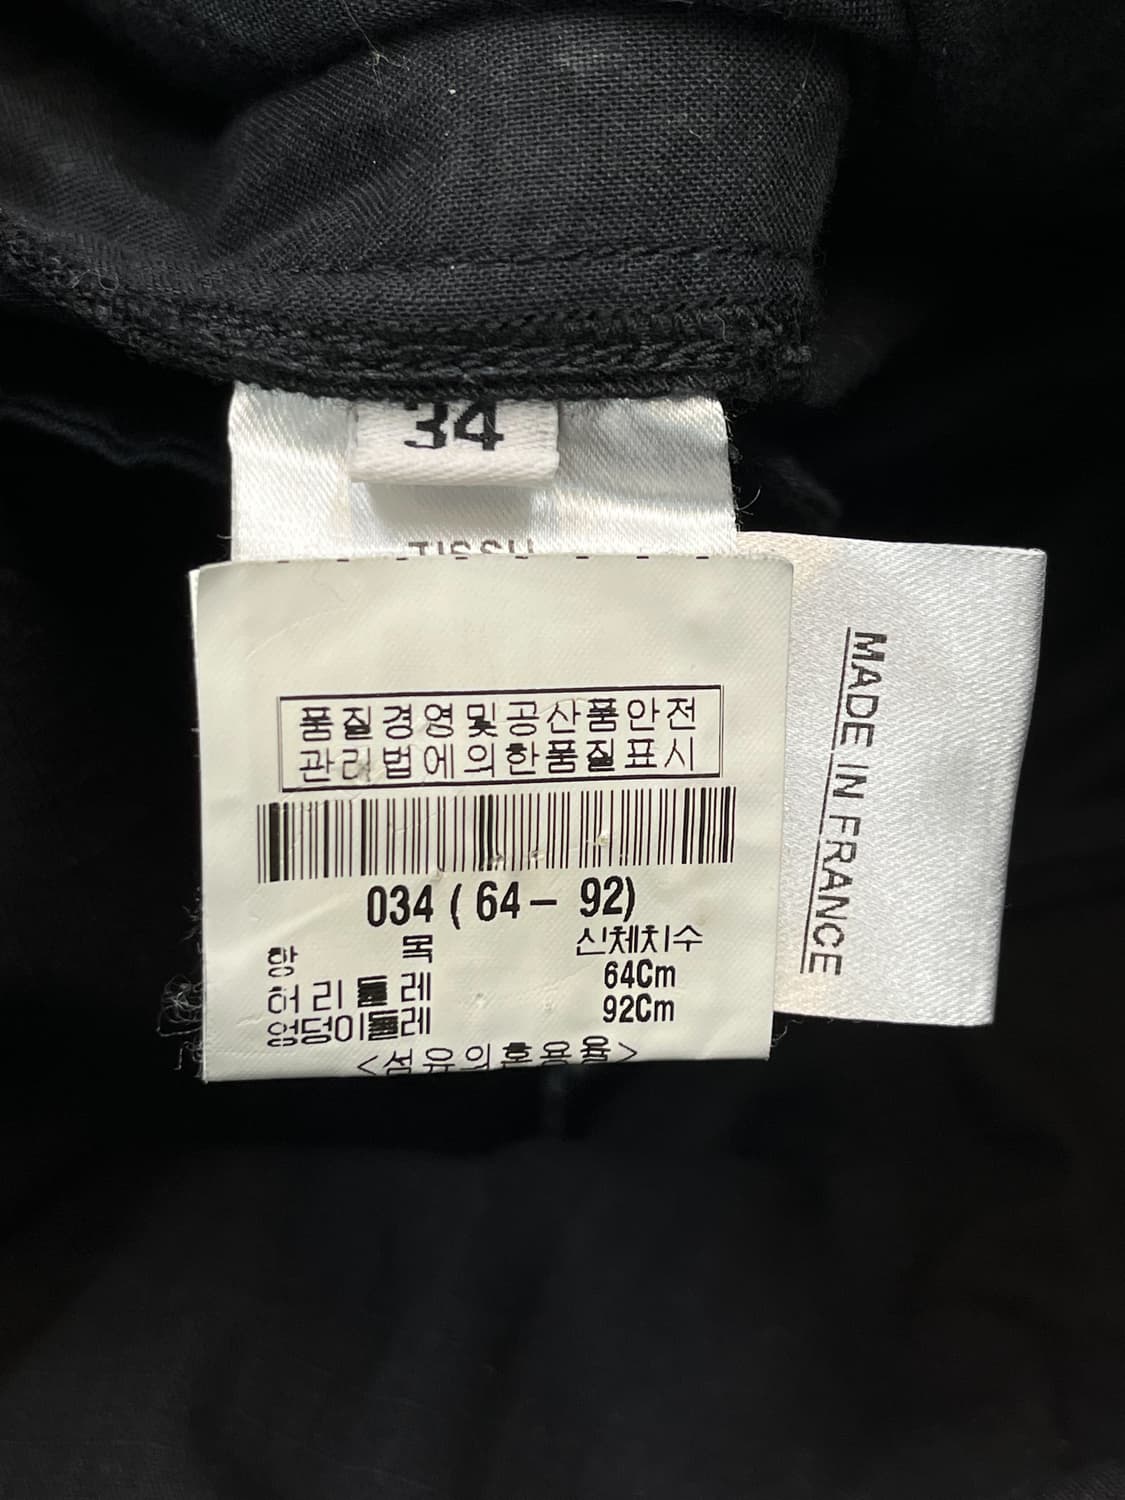 34
TISSU
품질경영및공산품안전
관리법에의한품질표시
034 ( 64 - 92)
항 목 신체치수
허리둘레 64Cm
엉덩이둘레 92Cm
<섬유의혼용율>
MADE IN FRANCE